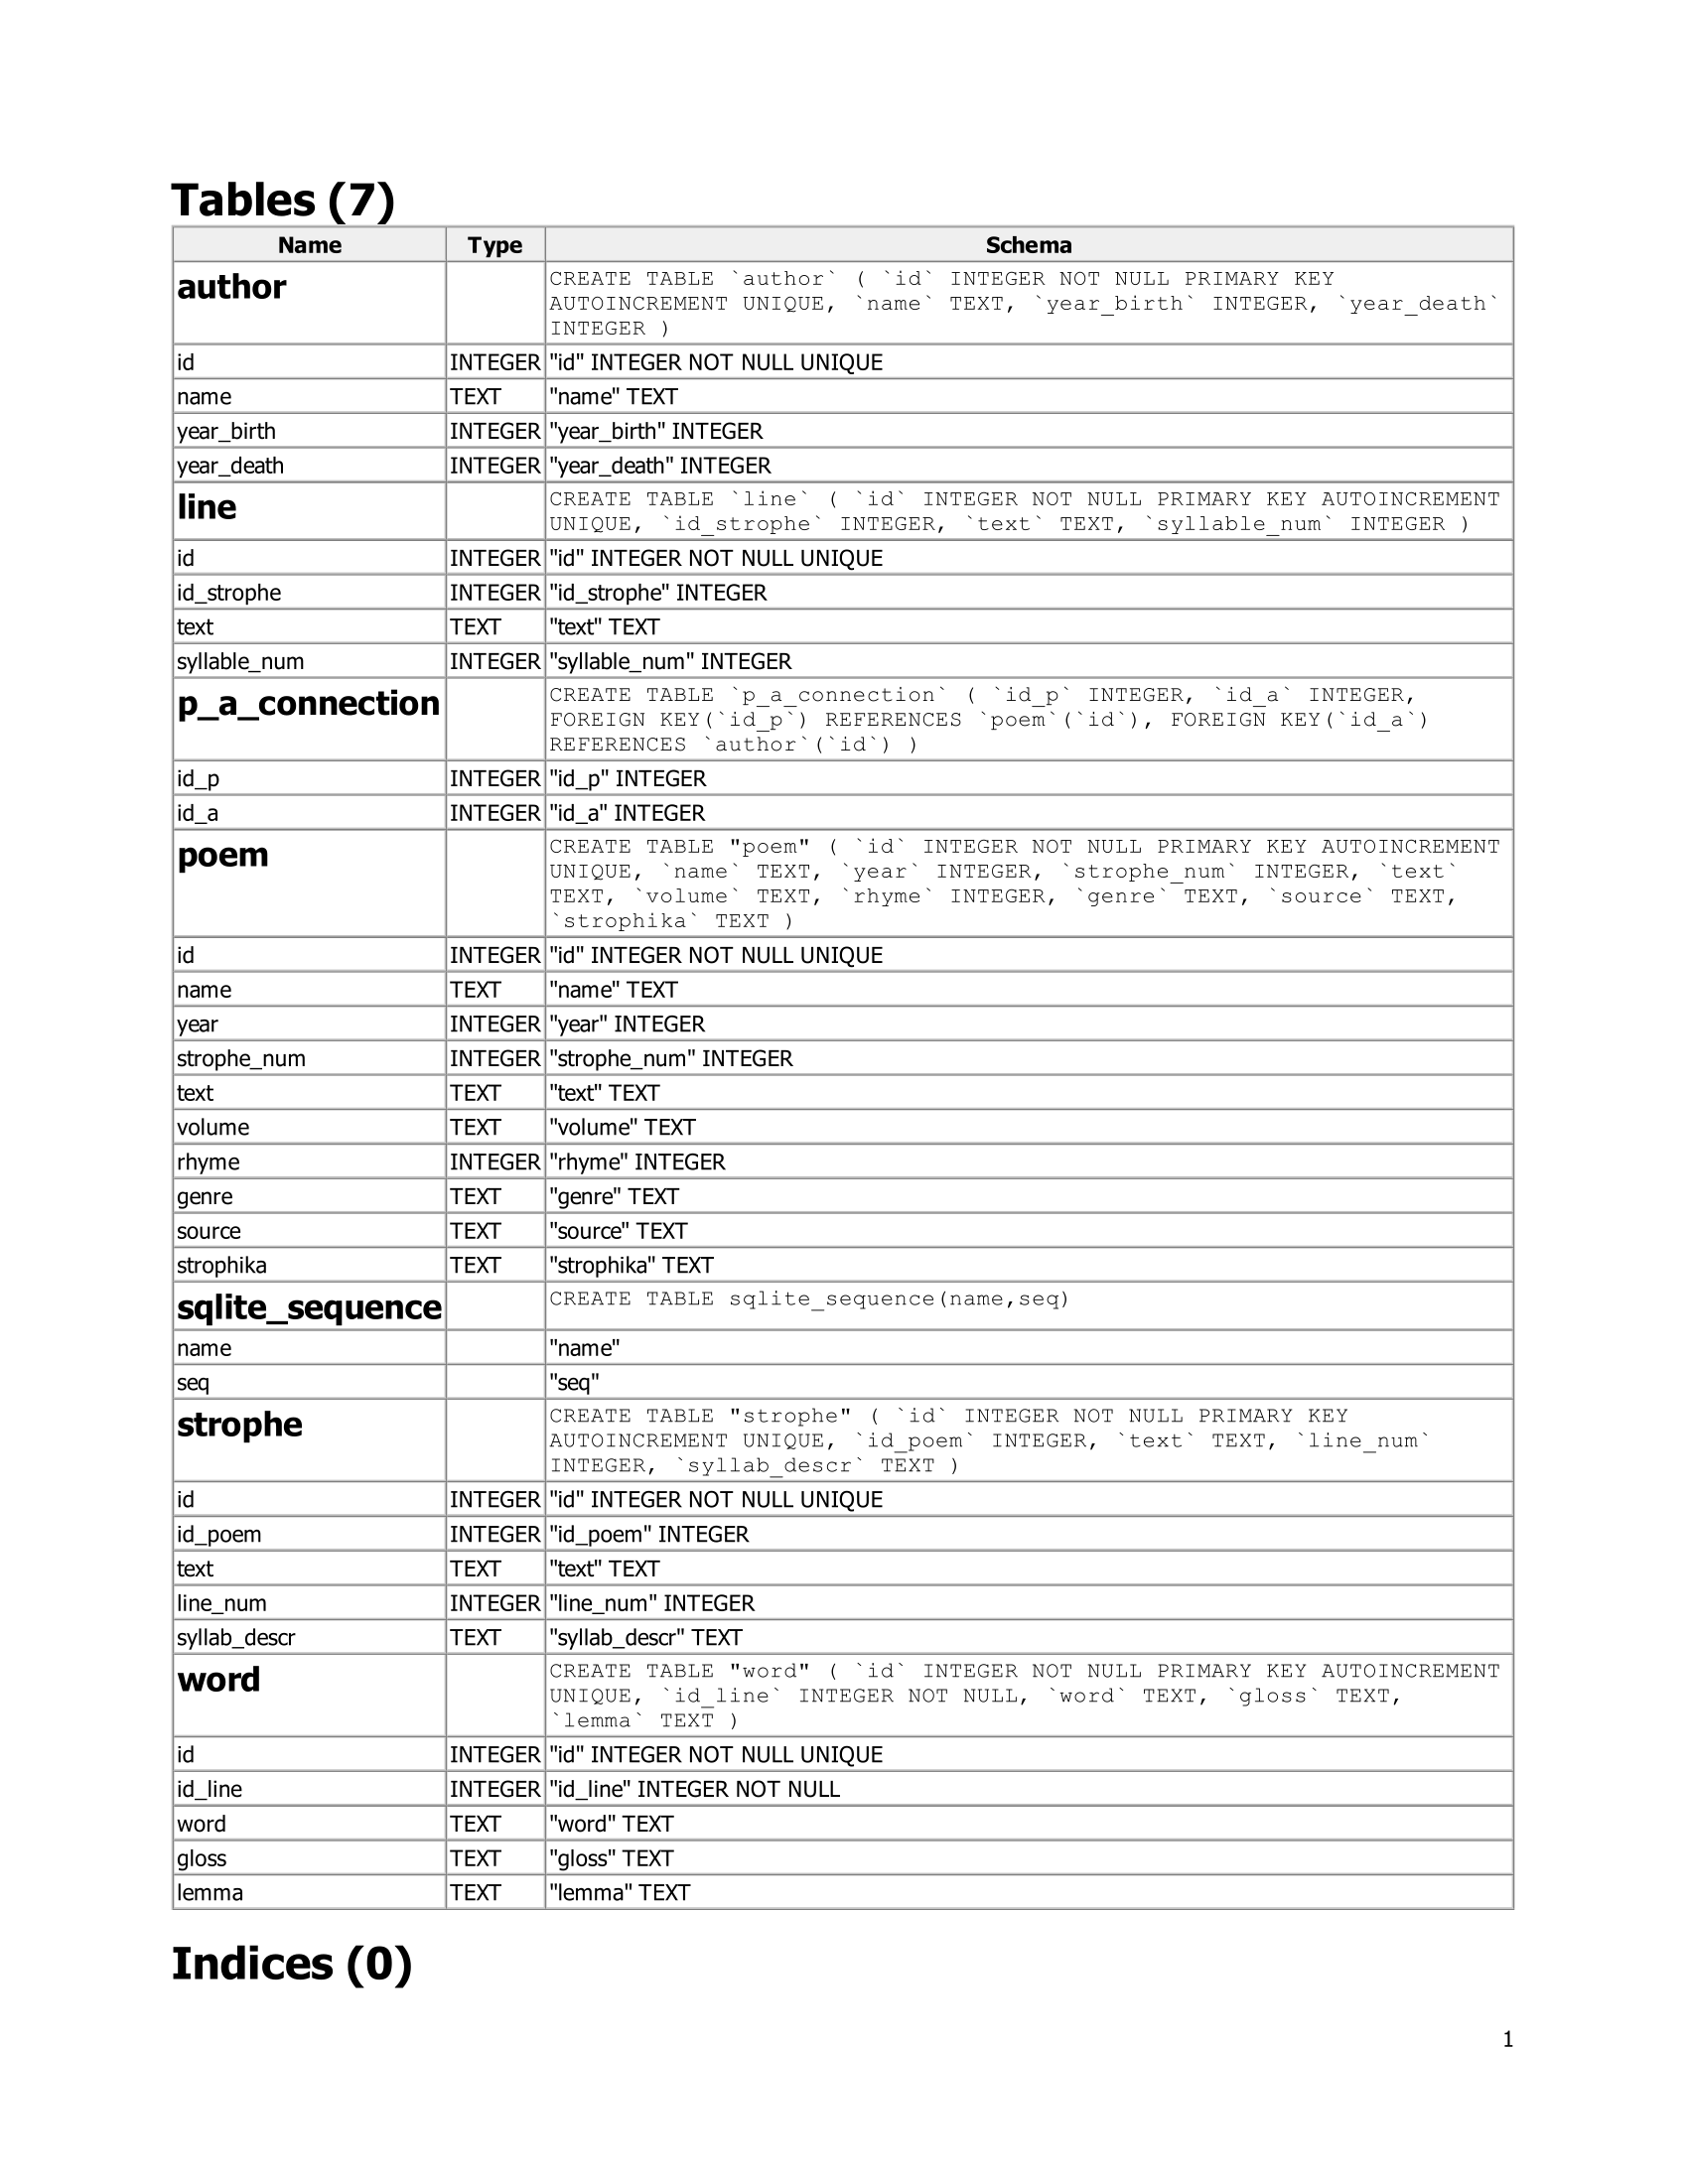 Tables (7)
Name Type Schema
author CREATE TABLE `author` ( `id` INTEGER NOT NULL PRIMARY KEY
AUTOINCREMENT UNIQUE, `name` TEXT, `year_birth` INTEGER, `year_death`
INTEGER )
id INTEGER "id" INTEGER NOT NULL UNIQUE
name TEXT "name" TEXT
year_birth INTEGER "year_birth" INTEGER
year_death INTEGER "year_death" INTEGER
line CREATE TABLE `line` ( `id` INTEGER NOT NULL PRIMARY KEY AUTOINCREMENT
UNIQUE, `id_strophe` INTEGER, `text` TEXT, `syllable_num` INTEGER )
id INTEGER "id" INTEGER NOT NULL UNIQUE
id_strophe INTEGER "id_strophe" INTEGER
text TEXT "text" TEXT
syllable_num INTEGER "syllable_num" INTEGER
p_a_connection CREATE TABLE `p_a_connection` ( `id_p` INTEGER, `id_a` INTEGER,
FOREIGN KEY(`id_p`) REFERENCES `poem`(`id`), FOREIGN KEY(`id_a`)
REFERENCES `author`(`id`) )
id_p INTEGER "id_p" INTEGER
id_a INTEGER "id_a" INTEGER
poem CREATE TABLE "poem" ( `id` INTEGER NOT NULL PRIMARY KEY AUTOINCREMENT
UNIQUE, `name` TEXT, `year` INTEGER, `strophe_num` INTEGER, `text`
TEXT, `volume` TEXT, `rhyme` INTEGER, `genre` TEXT, `source` TEXT,
`strophika` TEXT )
id INTEGER "id" INTEGER NOT NULL UNIQUE
name TEXT "name" TEXT
year INTEGER "year" INTEGER
strophe_num INTEGER "strophe_num" INTEGER
text TEXT "text" TEXT
volume TEXT "volume" TEXT
rhyme INTEGER "rhyme" INTEGER
genre TEXT "genre" TEXT
source TEXT "source" TEXT
strophika TEXT "strophika" TEXT
sqlite_sequence CREATE TABLE sqlite_sequence(name,seq)
name "name"
seq "seq"
strophe CREATE TABLE "strophe" ( `id` INTEGER NOT NULL PRIMARY KEY
AUTOINCREMENT UNIQUE, `id_poem` INTEGER, `text` TEXT, `line_num`
INTEGER, `syllab_descr` TEXT )
id INTEGER "id" INTEGER NOT NULL UNIQUE
id_poem INTEGER "id_poem" INTEGER
text TEXT "text" TEXT
line_num INTEGER "line_num" INTEGER
syllab_descr TEXT "syllab_descr" TEXT
word CREATE TABLE "word" ( `id` INTEGER NOT NULL PRIMARY KEY AUTOINCREMENT
UNIQUE, `id_line` INTEGER NOT NULL, `word` TEXT, `gloss` TEXT,
`lemma` TEXT )
id INTEGER "id" INTEGER NOT NULL UNIQUE
id_line INTEGER "id_line" INTEGER NOT NULL
word TEXT "word" TEXT
gloss TEXT "gloss" TEXT
lemma TEXT "lemma" TEXT
Indices (0)
1